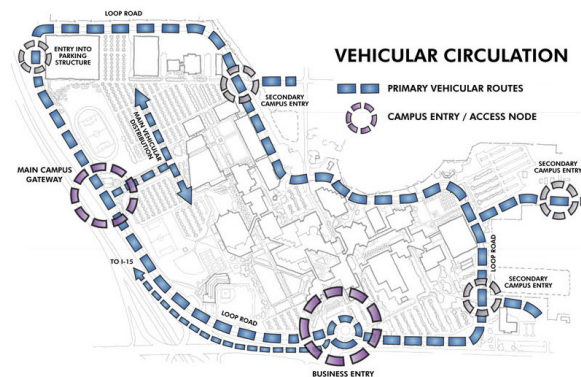 LOOP ROAD
ENTRY INTO
PARKING
STRUCTURE
VEHICULAR CIRCULATION
PRIMARY VEHICULAR ROUTES
CAMPUS ENTRY / ACCESS NODE
SECONDARY
CAMPUS ENTRY
MAIN VEHICULAR
DISTRIBUTION
MAIN CAMPUS
GATEWAY
SECONDARY
CAMPUS ENTRY
TO I-15
LOOP ROAD
LOOP ROAD
SECONDARY
CAMPUS ENTRY
BUSINESS ENTRY